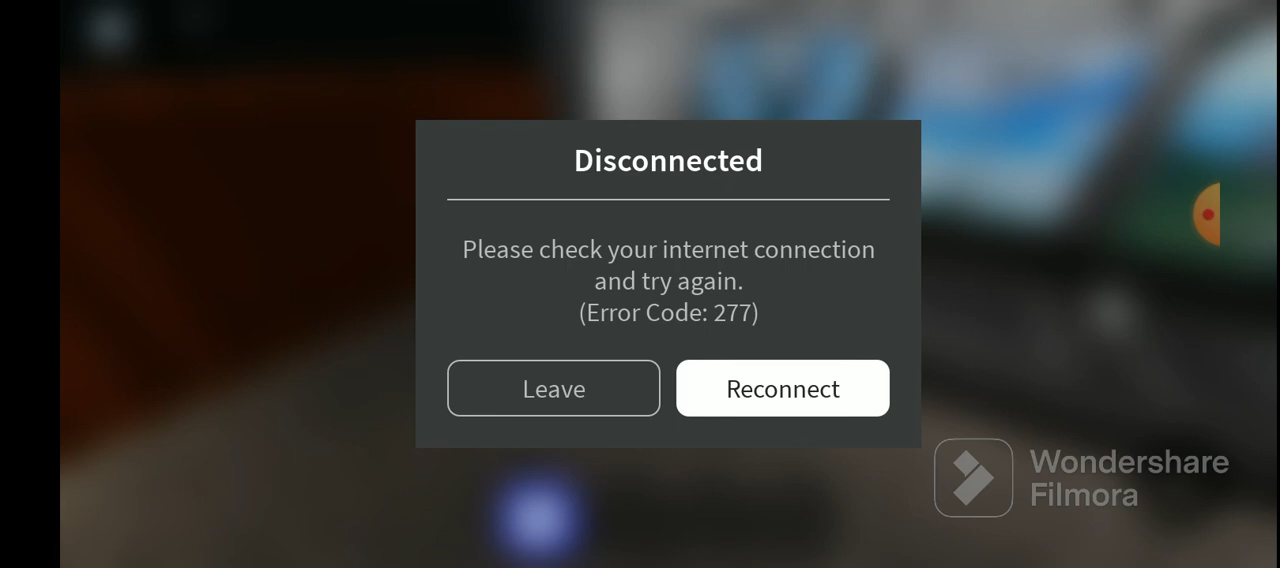 Disconnected
Please check your internet connection
and try again.
(Error Code: 277)
Leave
Reconnect
Wondershare
Filmora